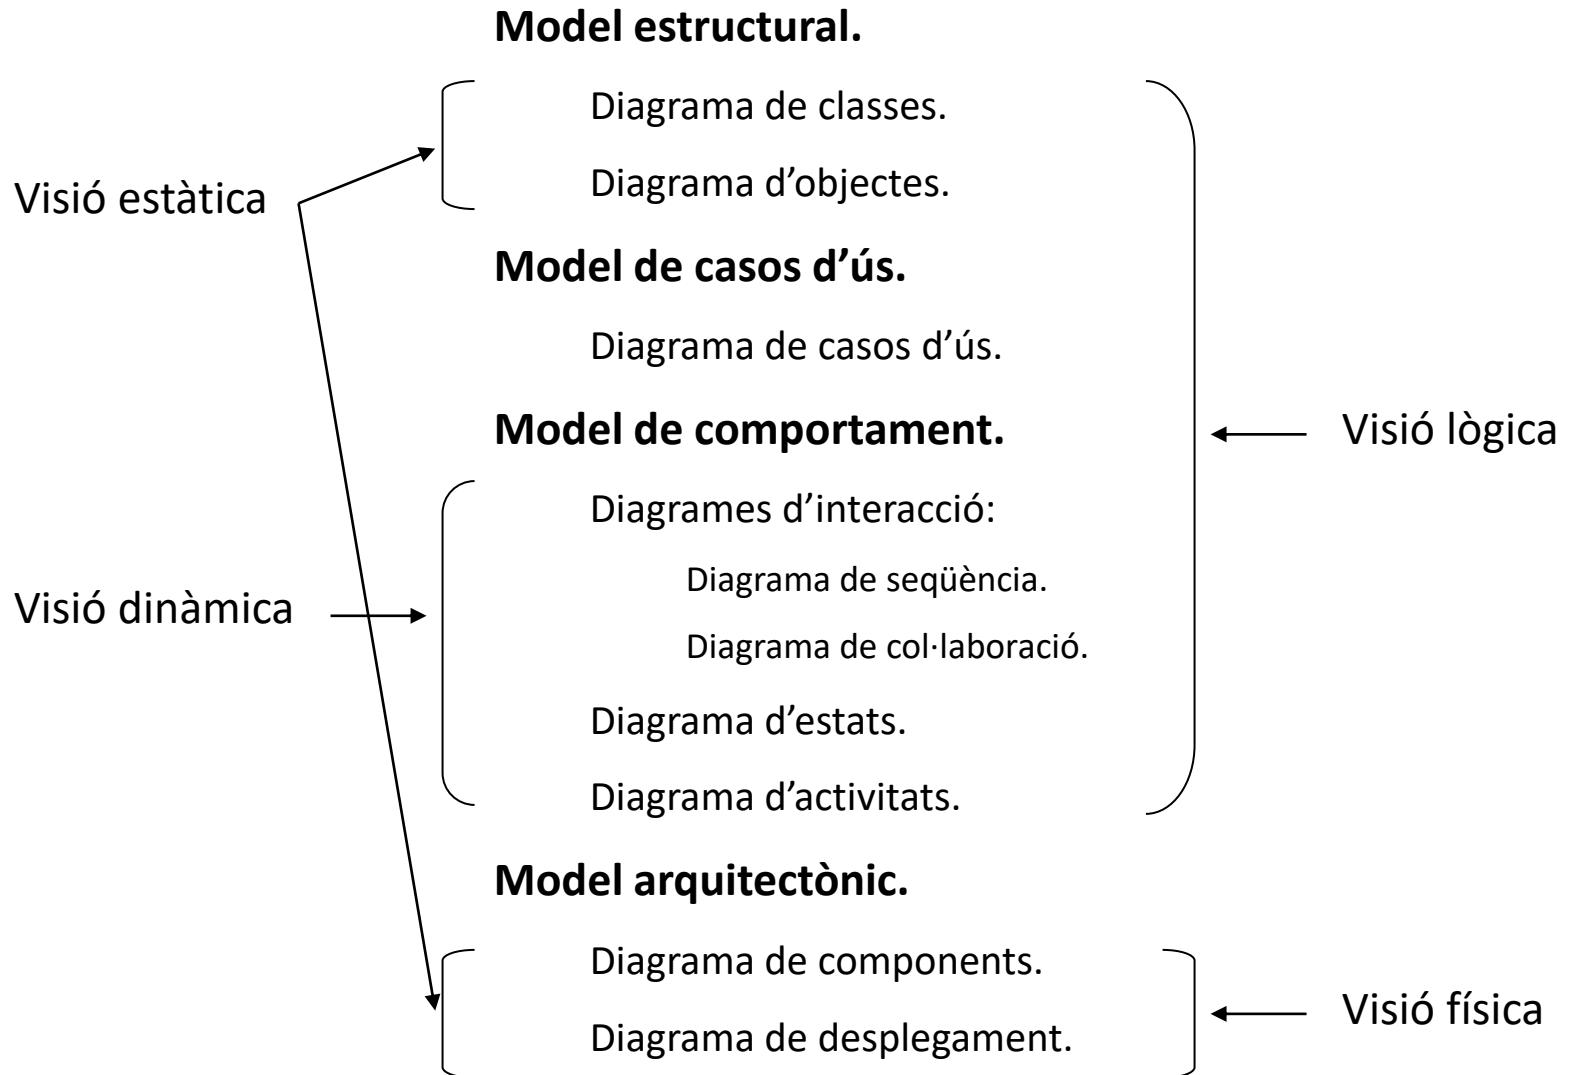 Model estructural.
Diagrama de classes.
Diagrama d’objectes.
Visió estàtica
Model de casos d’ús.
Diagrama de casos d’ús.
Model de comportament.
Visió lògica
Diagrames d’interacció:
Diagrama de seqüència.
Visió dinàmica
Diagrama de col·laboració.
Diagrama d’estats.
Diagrama d’activitats.
Model arquitectònic.
Diagrama de components.
Visió física
Diagrama de desplegament.